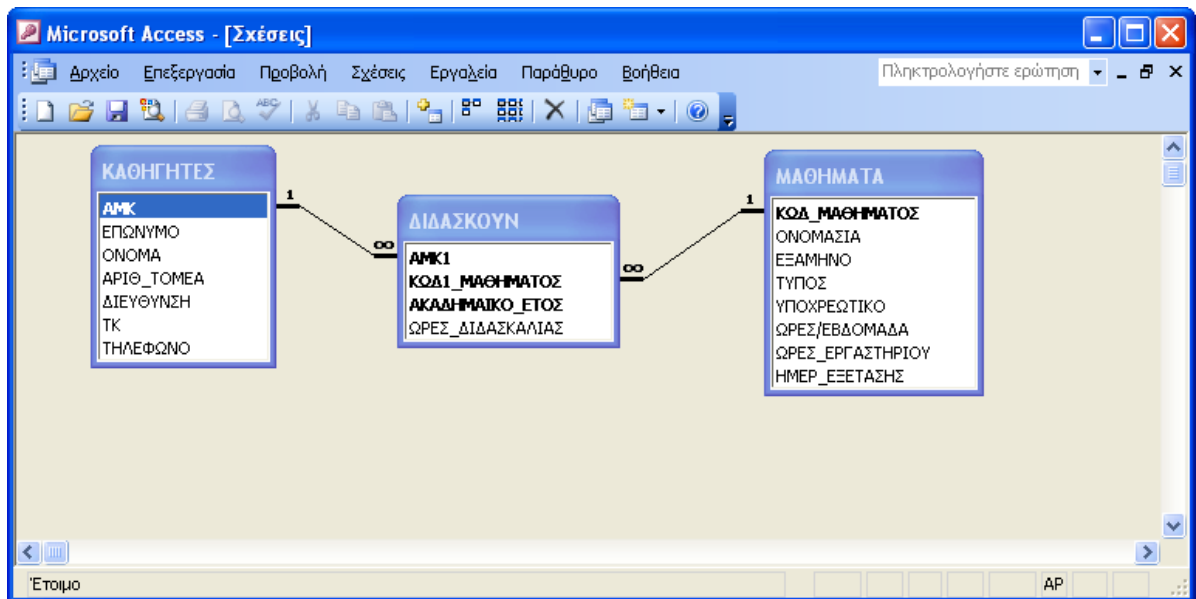 Microsoft Access - [Σχέσεις]
Αρχείο Επεξεργασία Προβολή Σχέσεις Εργαλεία Παράθυρο Βοήθεια Πληκτρολογήστε ερώτηση
ΚΑΘΗΓΗΤΕΣ
ΑΜΚ
ΕΠΩΝΥΜΟ
ΟΝΟΜΑ
ΑΡΙΘ_ΤΟΜΕΑ
ΔΙΕΥΘΥΝΣΗ
ΤΚ
ΤΗΛΕΦΩΝΟ
1
∞
ΔΙΔΑΣΚΟΥΝ
ΑΜΚ1
ΚΩΔ1_ΜΑΘΗΜΑΤΟΣ
ΑΚΑΔΗΜΑΙΚΟ_ΕΤΟΣ
ΩΡΕΣ_ΔΙΔΑΣΚΑΛΙΑΣ
∞
1
ΜΑΘΗΜΑΤΑ
ΚΩΔ_ΜΑΘΗΜΑΤΟΣ
ΟΝΟΜΑΣΙΑ
ΕΞΑΜΗΝΟ
ΤΥΠΟΣ
ΥΠΟΧΡΕΩΤΙΚΟ
ΩΡΕΣ/ΕΒΔΟΜΑΔΑ
ΩΡΕΣ_ΕΡΓΑΣΤΗΡΙΟΥ
ΗΜΕΡ_ΕΞΕΤΑΣΗΣ
Έτοιμο ΑΡ